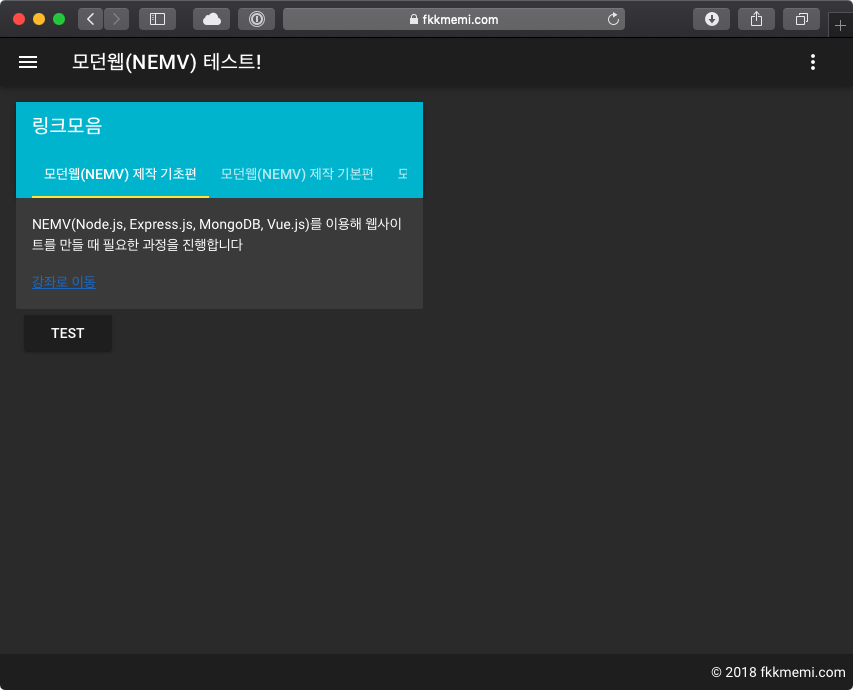 fkkmemi.com
모던웹(NEMV) 테스트!
링크모음
모던웹(NEMV) 제작 기초편 모던웹(NEMV) 제작 기본편 모
NEMV(Node.js, Express.js, MongoDB, Vue.js)를 이용해 웹사이
트를 만들 때 필요한 과정을 진행합니다
강좌로 이동
TEST
© 2018 fkkmemi.com